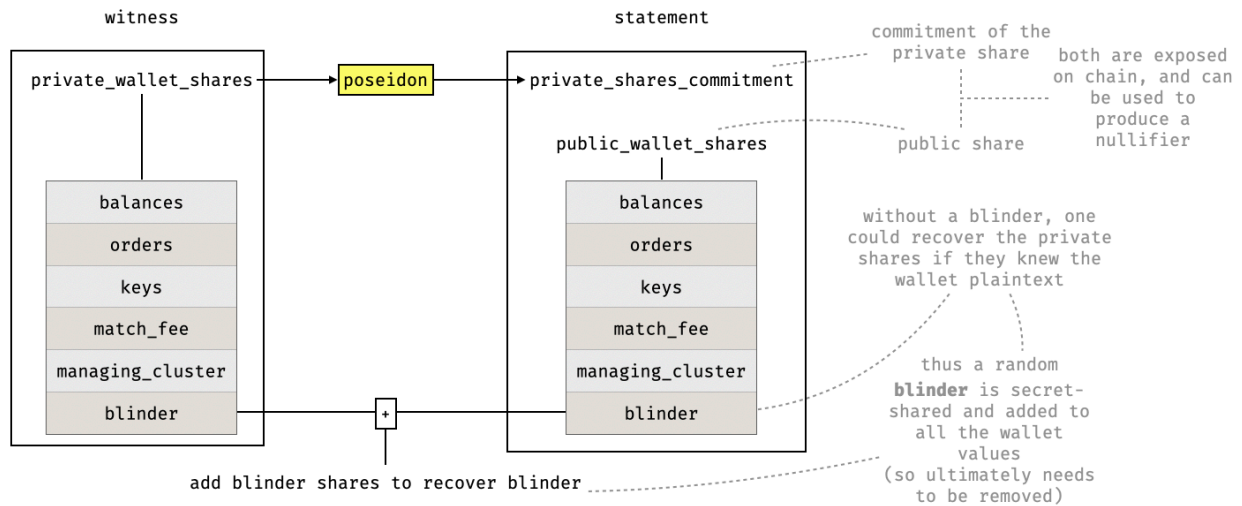 witness
statement
private_wallet_shares
poseidon
private_shares_commitment
commitment of the
private share
both are exposed
on chain, and can
be used to
produce a
nullifier
public_wallet_shares
public share
balances
orders
keys
match_fee
managing_cluster
blinder
balances
orders
keys
match_fee
managing_cluster
blinder
without a blinder, one
could recover the private
shares if they knew the
wallet plaintext
thus a random
blinder is secret-
shared and added to
all the wallet
values
(so ultimately needs
to be removed)
+
add blinder shares to recover blinder